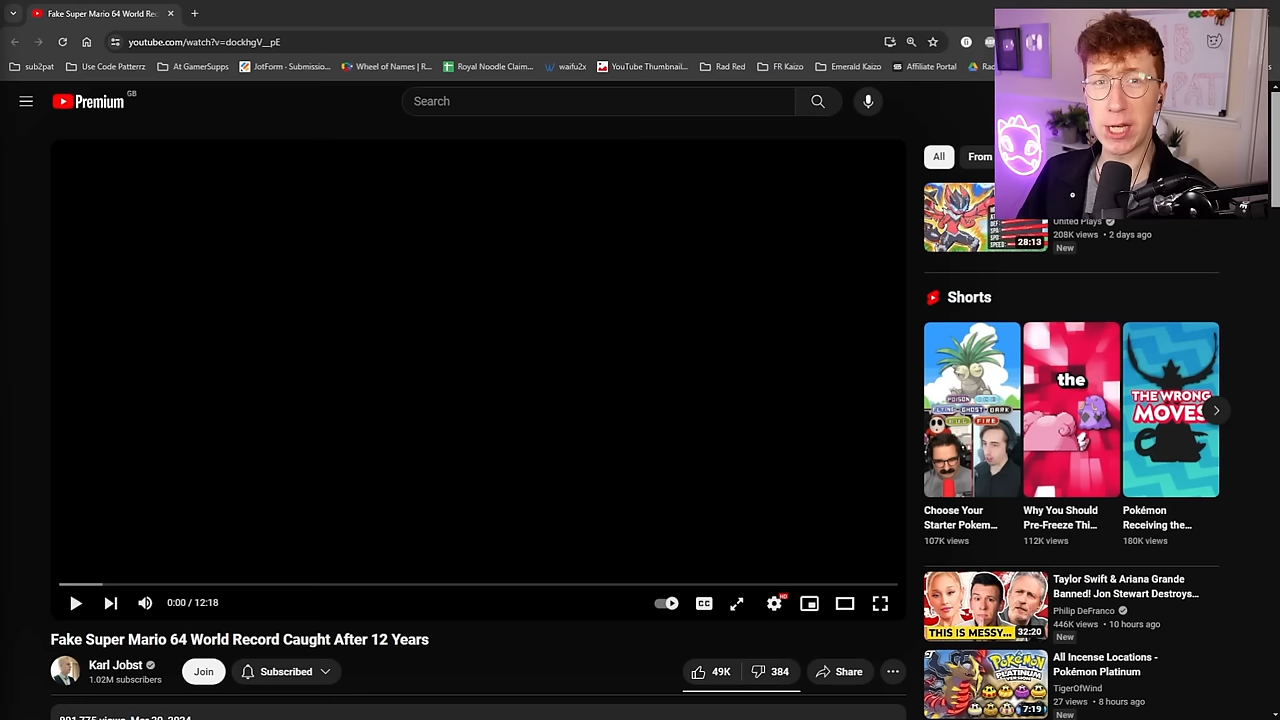 Fake Super Mario 64 World Rec
youtube.com/watch?v=dockhgV__pE
sub2pat
Use Code Patterrz
At GamerSupps
JotForm - Submissio...
Wheel of Names | R...
Royal Noodle Claim...
waifu2x
YouTube Thumbnail...
Rad Red
FR Kaizo
Emerald Kaizo
Affiliate Portal
Premium GB
Search
All
From
28:13
United Plays
208K views • 2 days ago
New
Shorts
the
THE WRONG
MOVES
Choose Your
Starter Pokem...
107K views
Why You Should
Pre-Freeze Thi...
112K views
Pokémon
Receiving the...
180K views
0:00 / 12:18
CC
HD
Fake Super Mario 64 World Record Caught After 12 Years
Karl Jobst
1.02M subscribers
Join
Subscribed
49K
384
Share
THIS IS MESSY...
32:20
Taylor Swift & Ariana Grande
Banned! Jon Stewart Destroys...
Philip DeFranco
446K views • 10 hours ago
New
7:19
All Incense Locations -
Pokémon Platinum
TigerOfWind
27 views • 8 hours ago
New